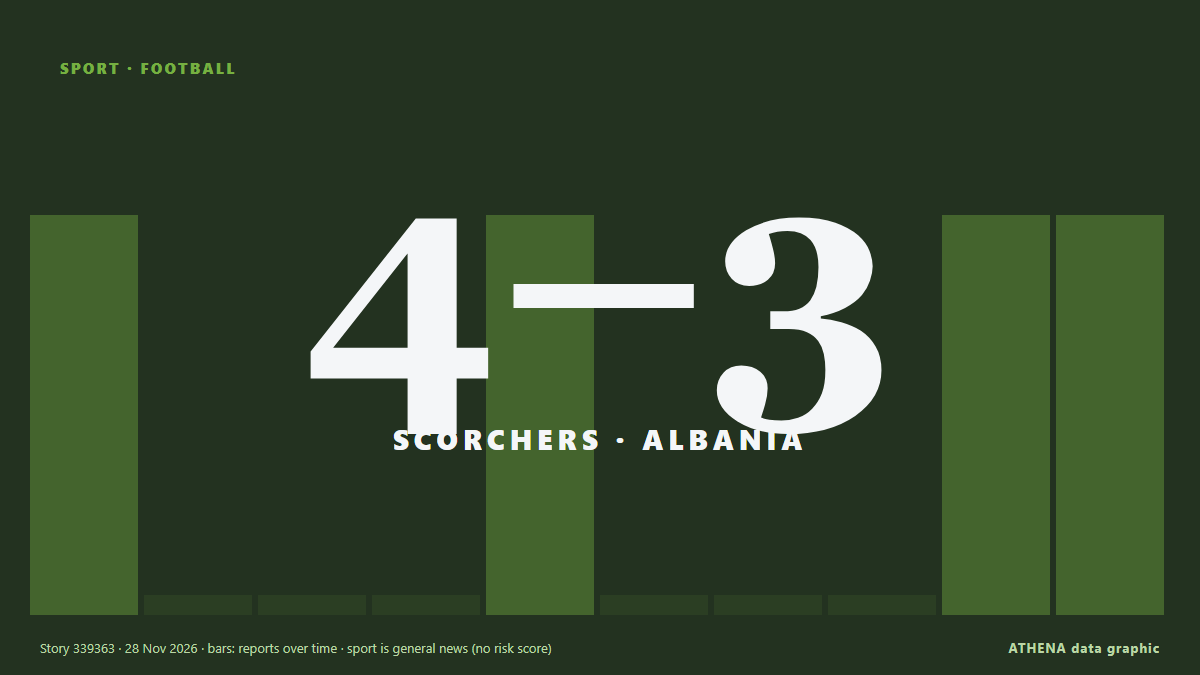 SPORT · FOOTBALL
4–3
SCORCHERS · ALBANIA
Story 339363 · 28 Nov 2026 · bars: reports over time · sport is general news (no risk score)
ATHENA data graphic